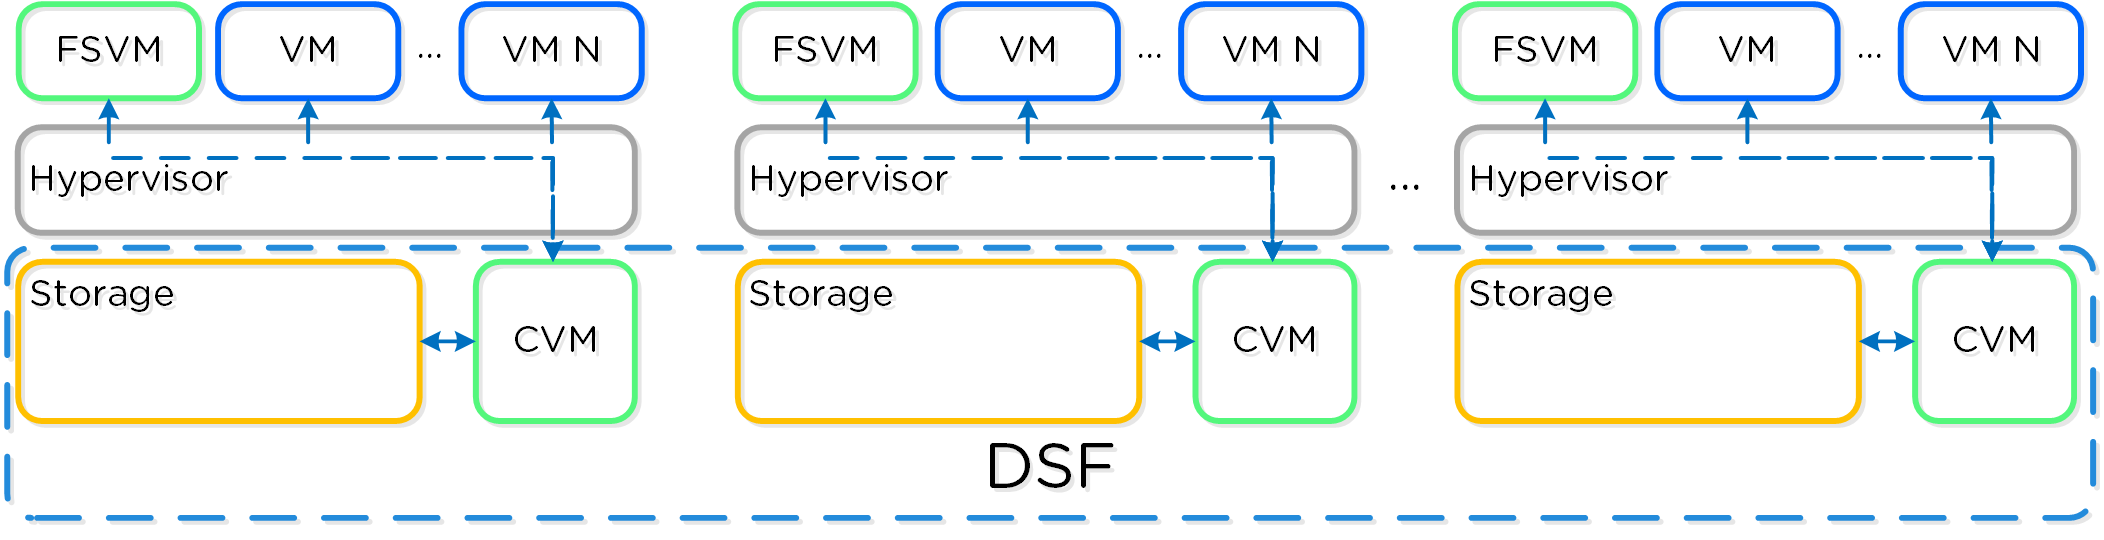 FSVM VM ... VM N FSVM VM ... VM N FSVM VM ... VM N
Hypervisor Hypervisor ... Hypervisor
Storage Storage Storage
CVM CVM CVM
DSF